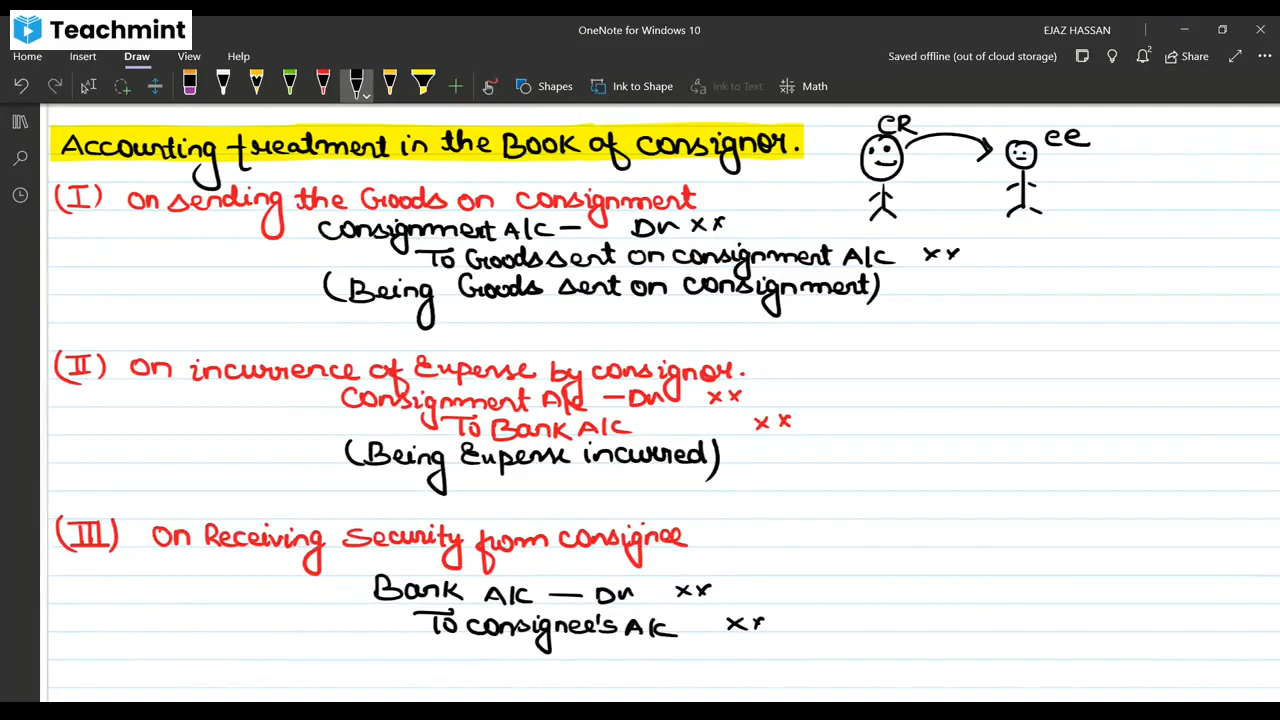 Teachmint
OneNote for Windows 10
EJAZ HASSAN
Home Insert Draw View Help
Saved offline (out of cloud storage)
2
Share
Shapes
Ink to Shape
Ink to Text
Math
Accounting treatment in the Book of consignor.
CR
ee
(I) on sending the Goods on consignment
Consignment A/C — Dr xx
To Goods sent on consignment A/C xx
(Being Goods sent on consignment)
(II) On incurrence of Expense by consignor.
Consignment A/c — Dr xx
To Bank A/C xx
(Being Expense incurred)
(III) on Receiving Security from consignee
Bank A/C — Dr xx
To consignee's A/C xx